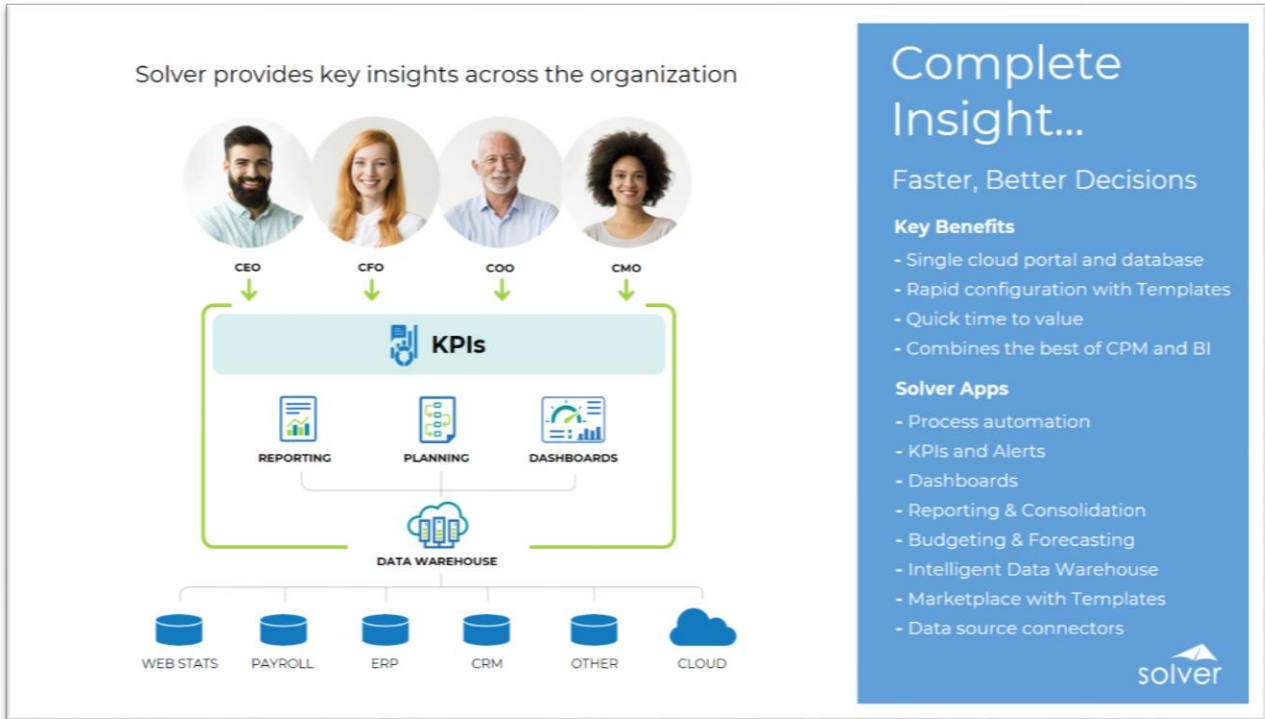 Solver provides key insights across the organization
CEO
CFO
COO
CMO
KPIs
REPORTING
PLANNING
DASHBOARDS
DATA WAREHOUSE
WEB STATS
PAYROLL
ERP
CRM
OTHER
CLOUD
Complete
Insight...
Faster, Better Decisions
Key Benefits
- Single cloud portal and database
- Rapid configuration with Templates
- Quick time to value
- Combines the best of CPM and BI
Solver Apps
- Process automation
- KPIs and Alerts
- Dashboards
- Reporting & Consolidation
- Budgeting & Forecasting
- Intelligent Data Warehouse
- Marketplace with Templates
- Data source connectors
solver